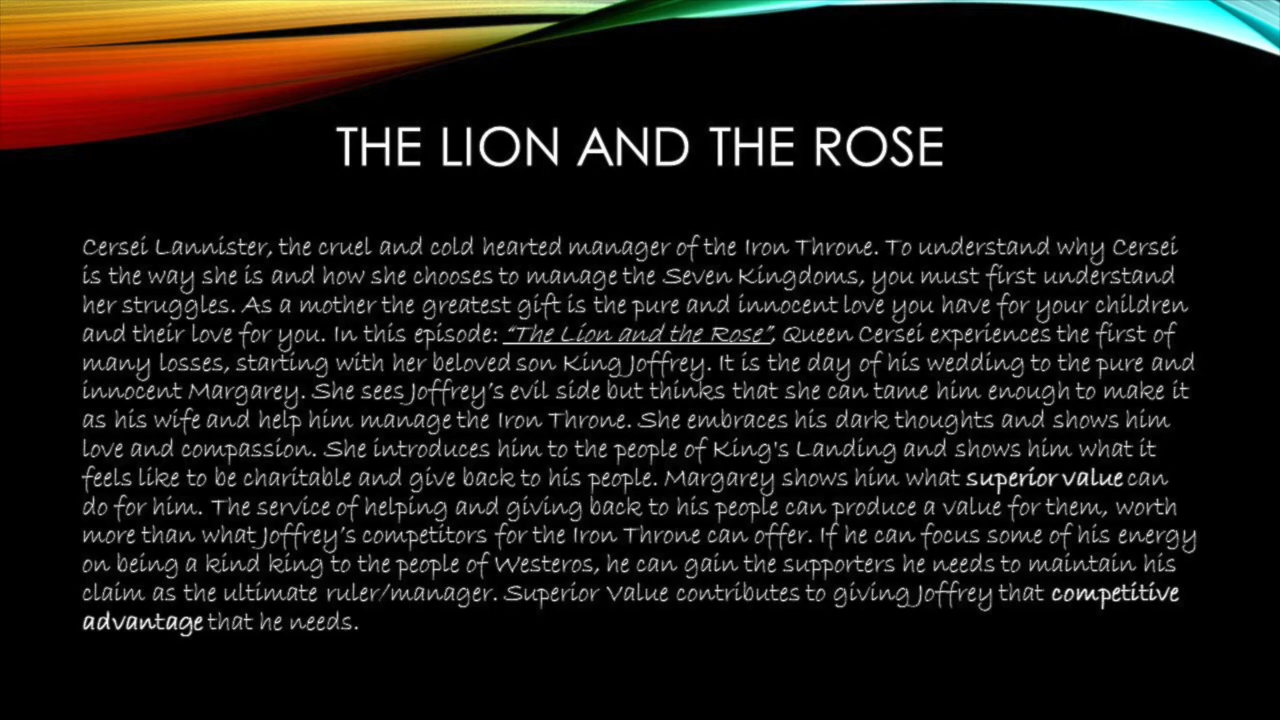 THE LION AND THE ROSE
Cersei Lannister, the cruel and cold hearted manager of the Iron Throne. To understand why Cersei
is the way she is and how she chooses to manage the Seven Kingdoms, you must first understand
her struggles. As a mother the greatest gift is the pure and innocent love you have for your children
and their love for you. In this episode: “The Lion and the Rose”, Queen Cersei experiences the first of
many losses, starting with her beloved son King Joffrey. It is the day of his wedding to the pure and
innocent Margarey. She sees Joffrey’s evil side but thinks that she can tame him enough to make it
as his wife and help him manage the Iron Throne. She embraces his dark thoughts and shows him
love and compassion. She introduces him to the people of King's Landing and shows him what it
feels like to be charitable and give back to his people. Margarey shows him what superior value can
do for him. The service of helping and giving back to his people can produce a value for them, worth
more than what Joffrey’s competitors for the Iron Throne can offer. If he can focus some of his energy
on being a kind king to the people of Westeros, he can gain the supporters he needs to maintain his
claim as the ultimate ruler/manager. Superior Value contributes to giving Joffrey that competitive
advantage that he needs.